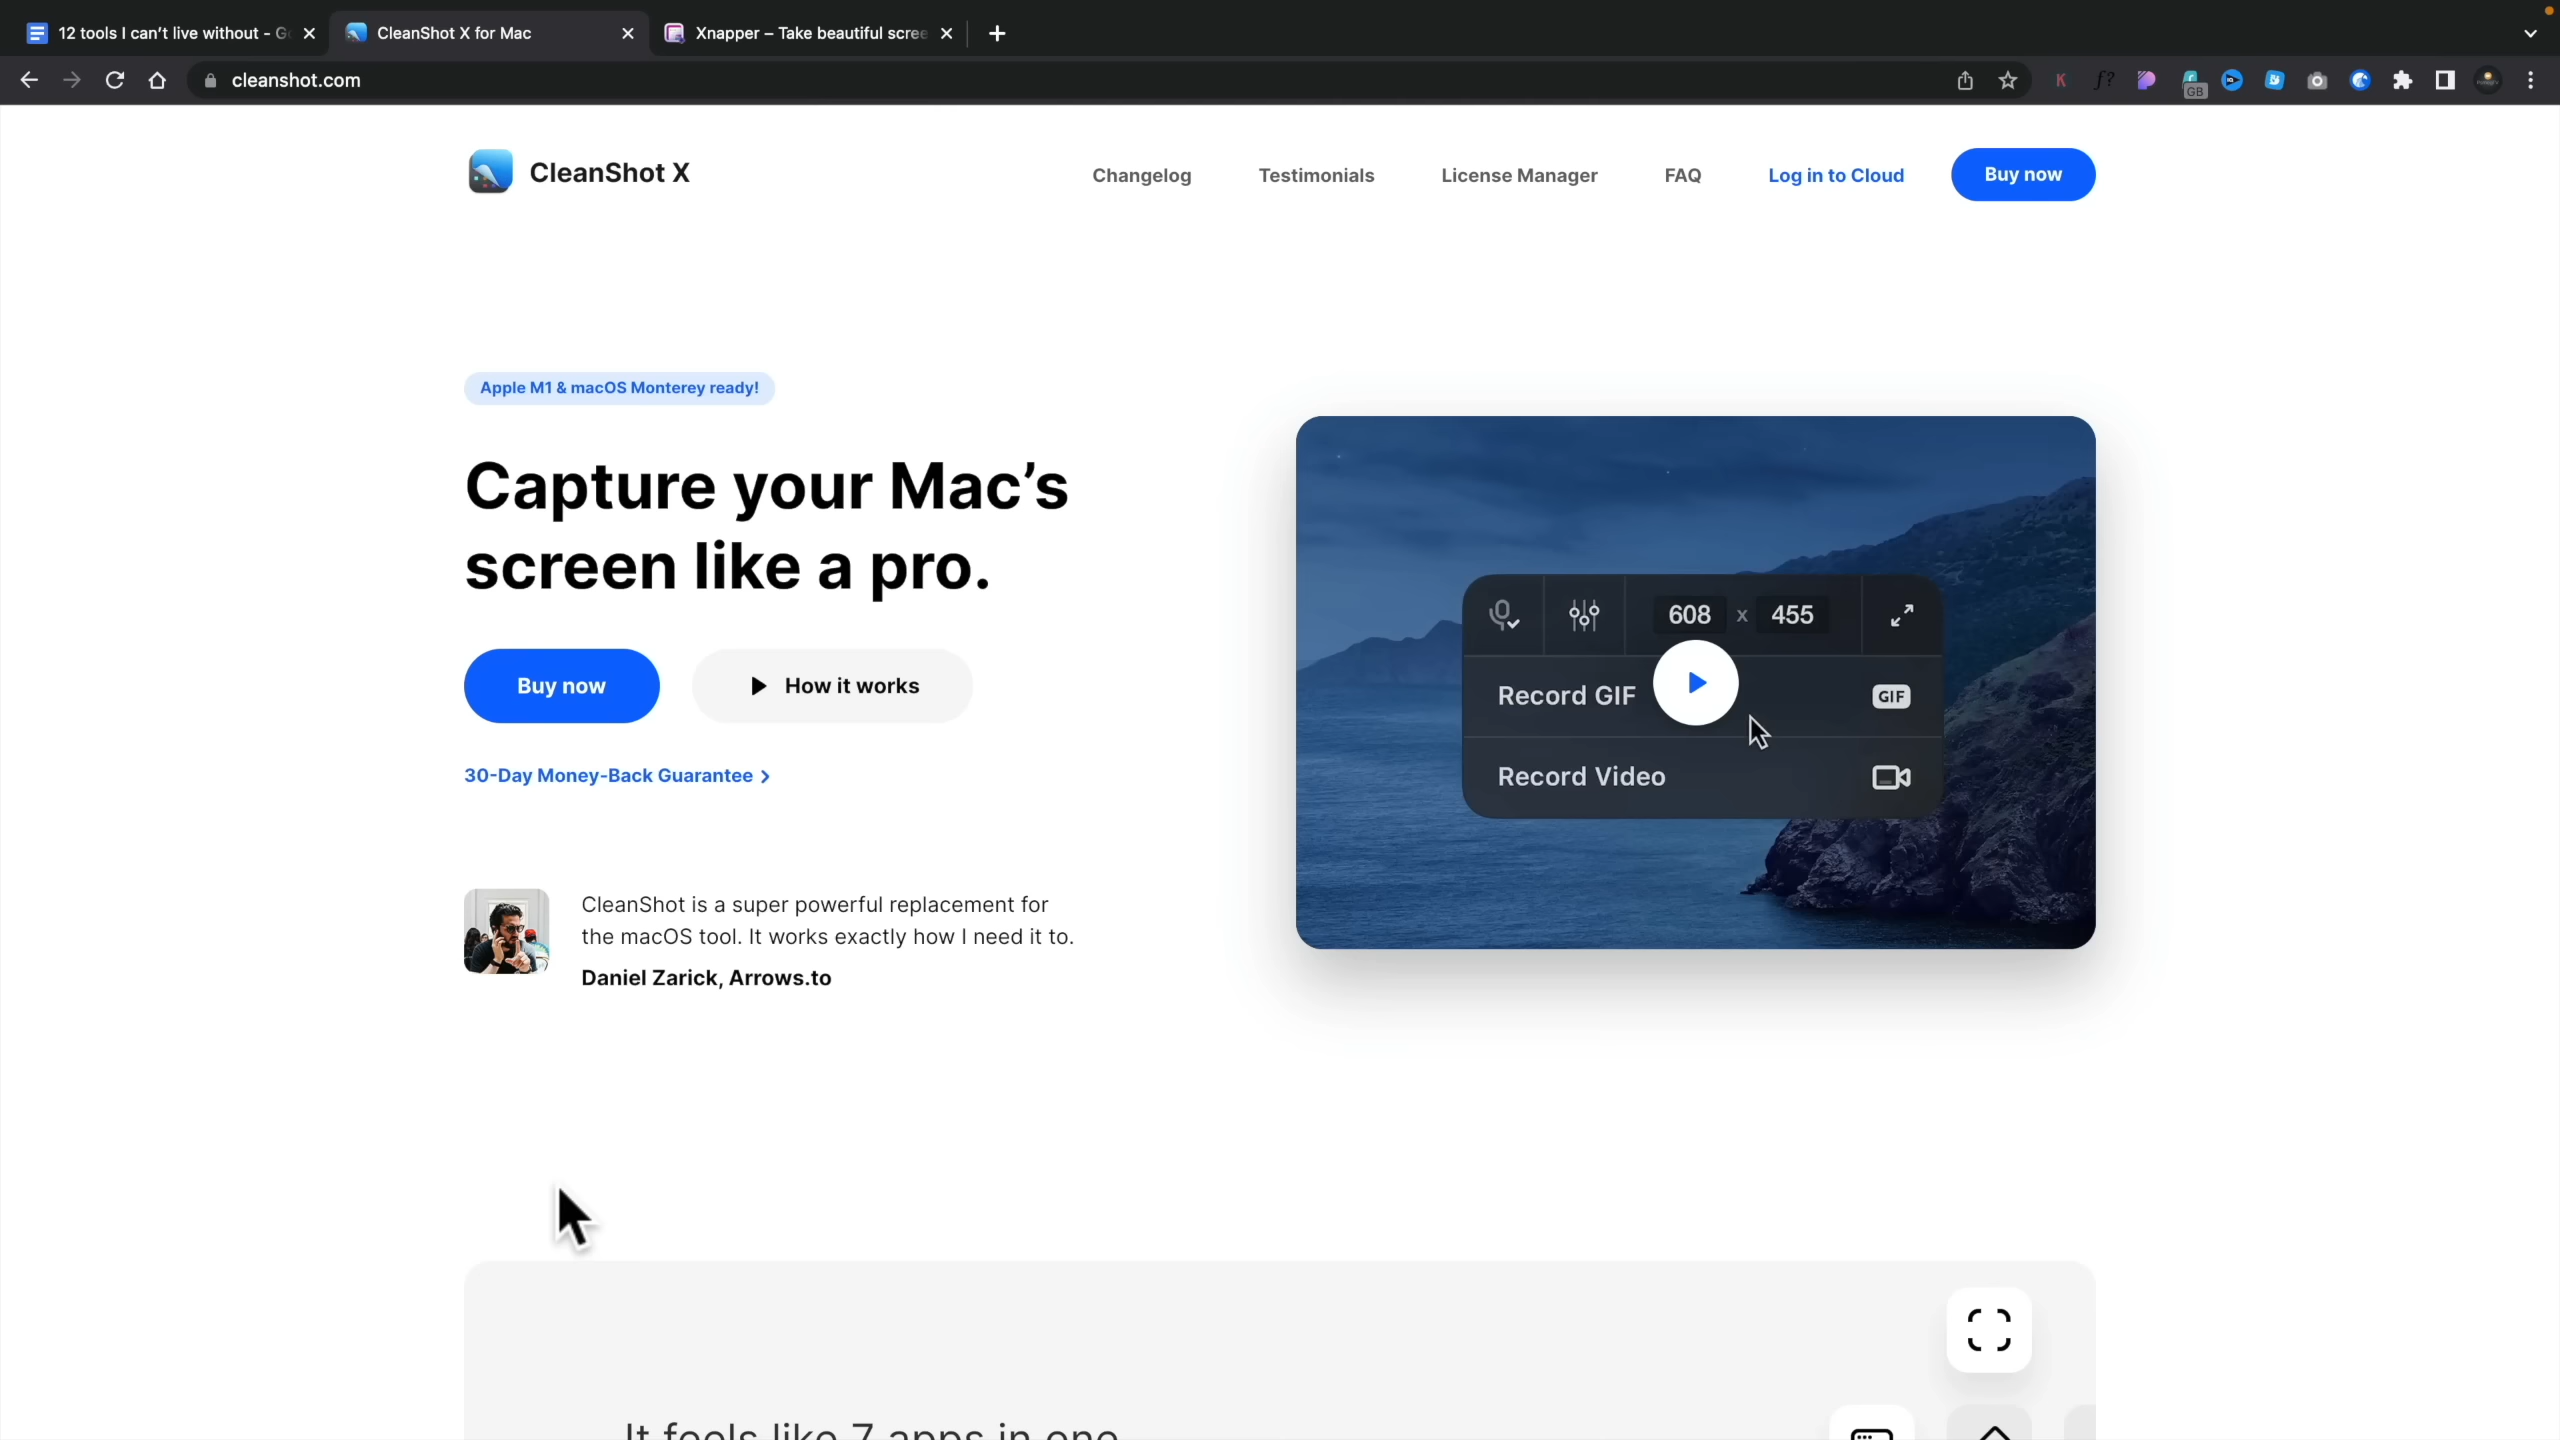 12 tools I can't live without - G
CleanShot X for Mac
Xnapper – Take beautiful scree
cleanshot.com
GB
CleanShot X
Changelog
Testimonials
License Manager
FAQ
Log in to Cloud
Buy now
Apple M1 & macOS Monterey ready!
Capture your Mac’s
screen like a pro.
Buy now
How it works
30-Day Money-Back Guarantee
608 x 455
Record GIF
GIF
Record Video
CleanShot is a super powerful replacement for
the macOS tool. It works exactly how I need it to.
Daniel Zarick, Arrows.to
It feels like 7 apps in one